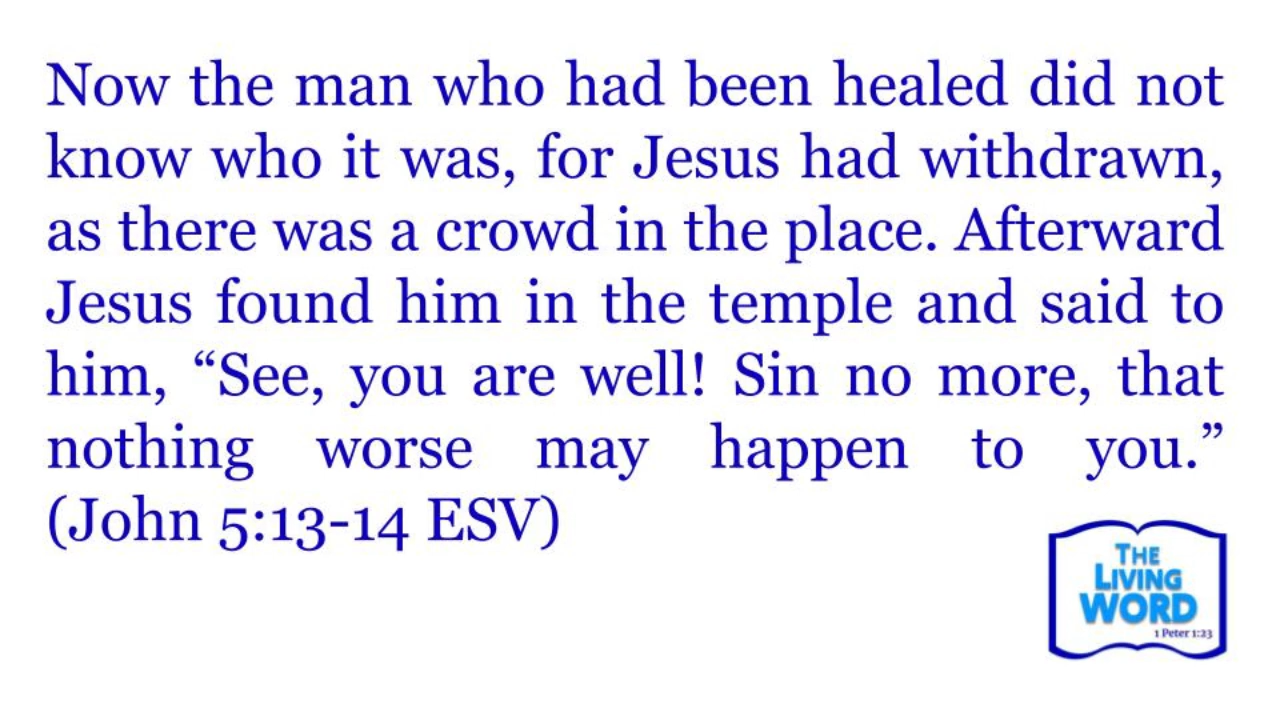 Now the man who had been healed did not
know who it was, for Jesus had withdrawn,
as there was a crowd in the place. Afterward
Jesus found him in the temple and said to
him, “See, you are well! Sin no more, that
nothing worse may happen to you.”
(John 5:13-14 ESV)
THE
LIVING
WORD
1 Peter 1:23